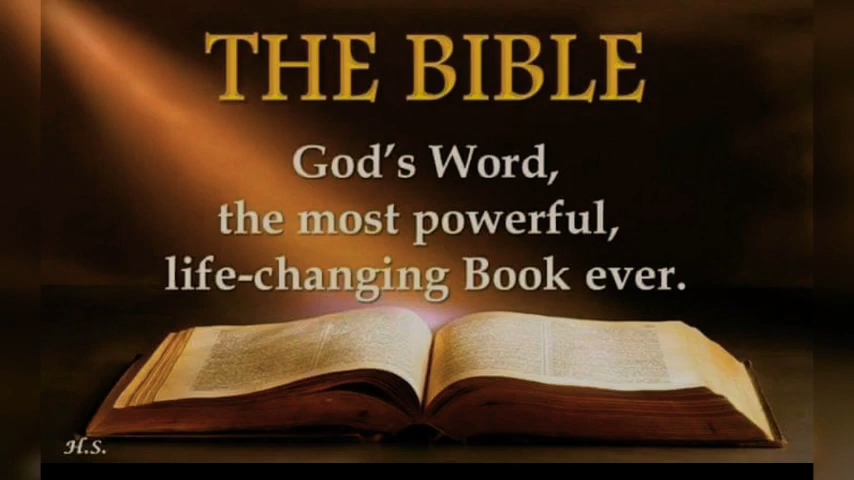 THE BIBLE
God's Word,
the most powerful,
life-changing Book ever.
H.S.